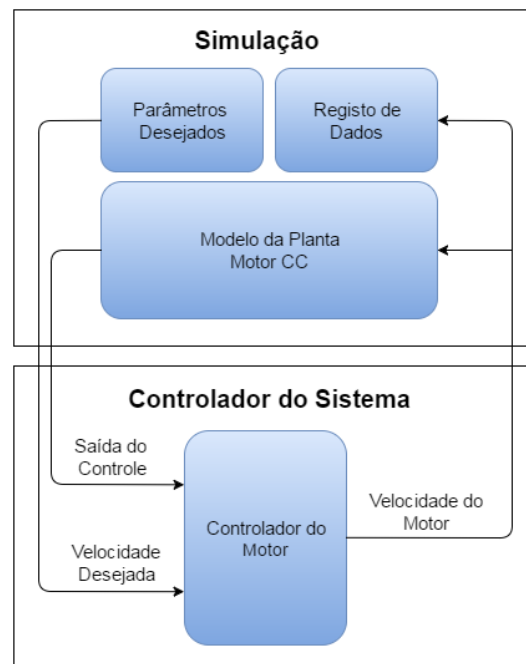 Simulação
Parâmetros
Desejados
Registo de
Dados
Modelo da Planta
Motor CC
Controlador do Sistema
Saída do
Controle
Velocidade
Desejada
Controlador do
Motor
Velocidade do
Motor